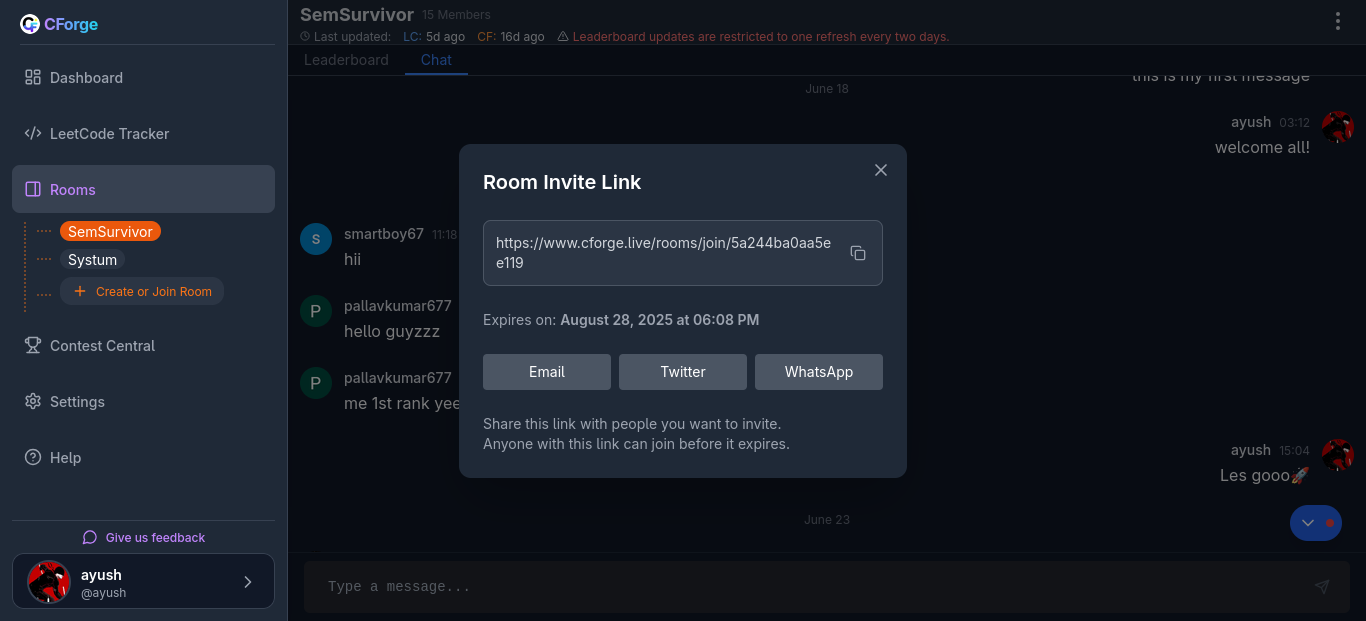 CForge
Dashboard
LeetCode Tracker
Rooms
SemSurvivor
Systum
+ Create or Join Room
Contest Central
Settings
Help
Give us feedback
ayush
@ayush
SemSurvivor 15 Members
Last updated: LC: 5d ago CF: 16d ago Leaderboard updates are restricted to one refresh every two days.
Leaderboard Chat
this is my first message
June 18
ayush 03:12
welcome all!
S smartboy67 11:18
hii
P pallavkumar677
hello guyzzz
P pallavkumar677
me 1st rank yee
ayush 15:04
Les gooo🚀
June 23
Type a message...
Room Invite Link
https://www.cforge.live/rooms/join/5a244ba0aa5e
e119
Expires on: August 28, 2025 at 06:08 PM
Email Twitter WhatsApp
Share this link with people you want to invite.
Anyone with this link can join before it expires.